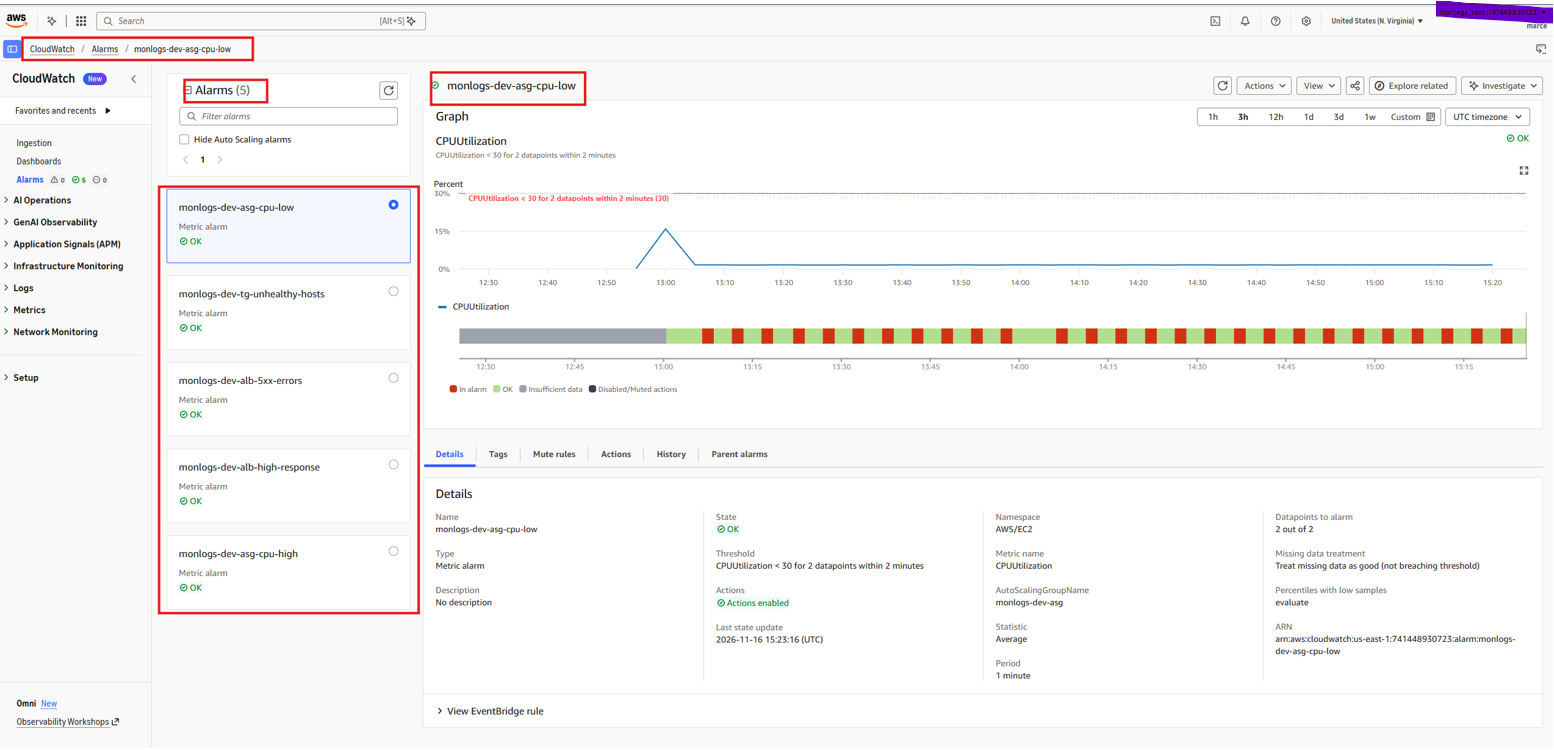 aws
Search [Alt+S]
United States (N. Virginia)
marce
CloudWatch / Alarms / monlogs-dev-asg-cpu-low
CloudWatch New
Favorites and recents
Ingestion
Dashboards
Alarms 0 5 0
AI Operations
GenAI Observability
Application Signals (APM)
Infrastructure Monitoring
Logs
Metrics
Network Monitoring
Setup
Omni New
Observability Workshops
Alarms (5)
Filter alarms
Hide Auto Scaling alarms
1
monlogs-dev-asg-cpu-low
Metric alarm
OK
monlogs-dev-tg-unhealthy-hosts
Metric alarm
OK
monlogs-dev-alb-5xx-errors
Metric alarm
OK
monlogs-dev-alb-high-response
Metric alarm
OK
monlogs-dev-asg-cpu-high
Metric alarm
OK
monlogs-dev-asg-cpu-low
Actions View Explore related Investigate
Graph
1h 3h 12h 1d 3d 1w Custom UTC timezone
CPUUtilization
OK
CPUUtilization < 30 for 2 datapoints within 2 minutes
Percent
30%
CPUUtilization < 30 for 2 datapoints within 2 minutes (30)
15%
0%
12:30 12:40 12:50 13:00 13:10 13:20 13:30 13:40 13:50 14:00 14:10 14:20 14:30 14:40 14:50 15:00 15:10 15:20
CPUUtilization
12:30 12:45 13:00 13:15 13:30 13:45 14:00 14:15 14:30 14:45 15:00 15:15
In alarm OK Insufficient data Disabled/Muted actions
Details Tags Mute rules Actions History Parent alarms
Details
Name
monlogs-dev-asg-cpu-low
Type
Metric alarm
Description
No description
State
OK
Threshold
CPUUtilization < 30 for 2 datapoints within 2 minutes
Actions
Actions enabled
Last state update
2026-11-16 15:23:16 (UTC)
Namespace
AWS/EC2
Metric name
CPUUtilization
AutoScalingGroupName
monlogs-dev-asg
Statistic
Average
Period
1 minute
Datapoints to alarm
2 out of 2
Missing data treatment
Treat missing data as good (not breaching threshold)
Percentiles with low samples
evaluate
ARN
arn:aws:cloudwatch:us-east-1:741448930723:alarm:monlogs-
dev-asg-cpu-low
View EventBridge rule